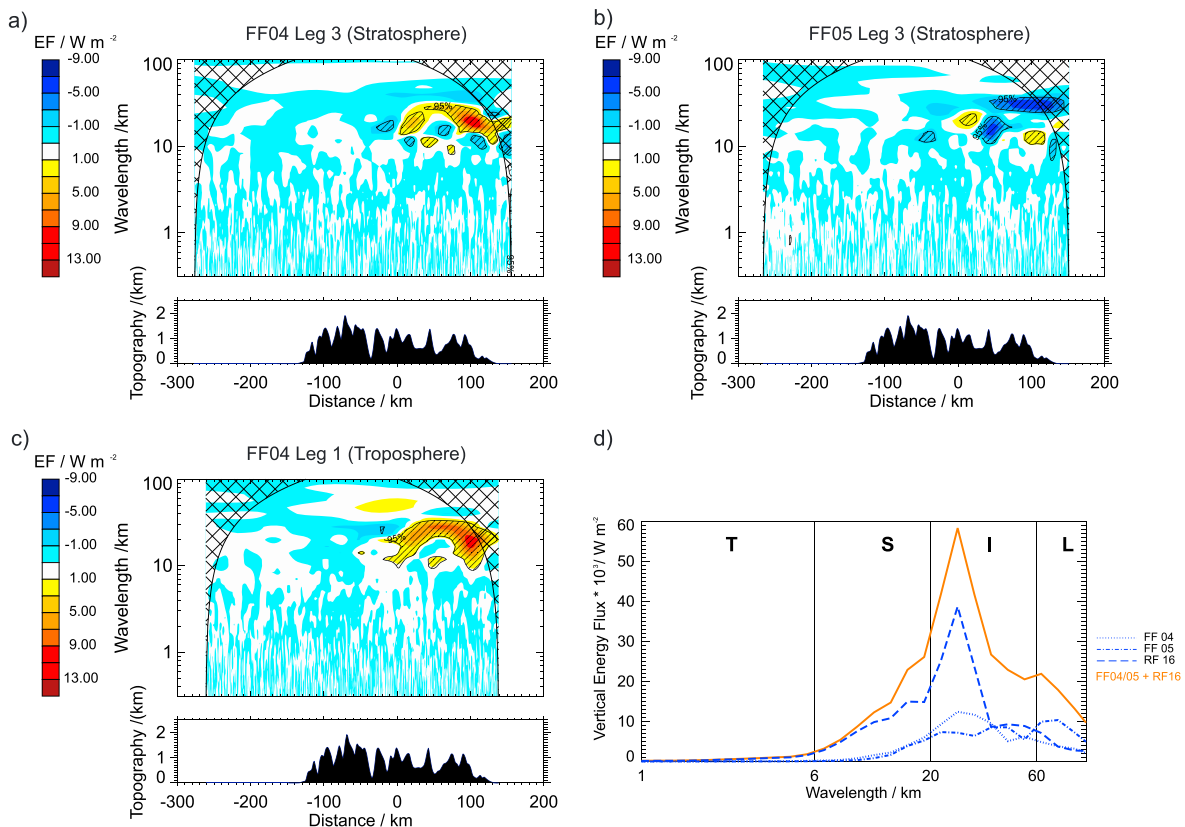 a)
FF04 Leg 3 (Stratosphere)
EF / W m -2
-9.00
-5.00
-1.00
1.00
5.00
9.00
13.00
Wavelength /km
100
10
1
95%
95%
Topography /(km)
2
1
0
-300 -200 -100 0 100 200
Distance / km
b)
FF05 Leg 3 (Stratosphere)
EF / W m -2
-9.00
-5.00
-1.00
1.00
5.00
9.00
13.00
Wavelength /km
100
10
1
95%
95%
Topography /(km)
2
1
0
-300 -200 -100 0 100 200
Distance / km
c)
FF04 Leg 1 (Troposphere)
EF / W m -2
-9.00
-5.00
-1.00
1.00
5.00
9.00
13.00
Wavelength /km
100
10
1
95%
Topography /(km)
2
1
0
-300 -200 -100 0 100 200
Distance / km
d)
Vertical Energy Flux * 10³/ W m⁻²
60
50
40
30
20
10
0
T S I L
1 6 20 60
Wavelength / km
FF 04
FF 05
RF 16
FF04/05 + RF16